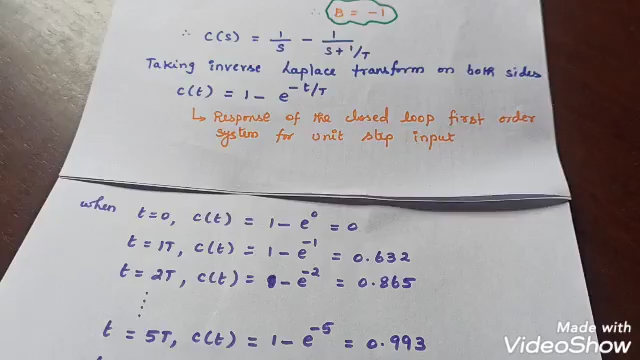 B = -1
∴ C(s) = 1/s - 1/(s+1/T)
Taking inverse Laplace transform on both sides
c(t) = 1 - e^(-t/T)
↳ Response of the closed loop first order
system for unit step input
when t=0, c(t) = 1 - e^0 = 0
t=1T, c(t) = 1 - e^-1 = 0.632
t=2T, c(t) = 1 - e^-2 = 0.865
⋮
t = 5T, c(t) = 1 - e^-5 = 0.993
Made with
VideoShow